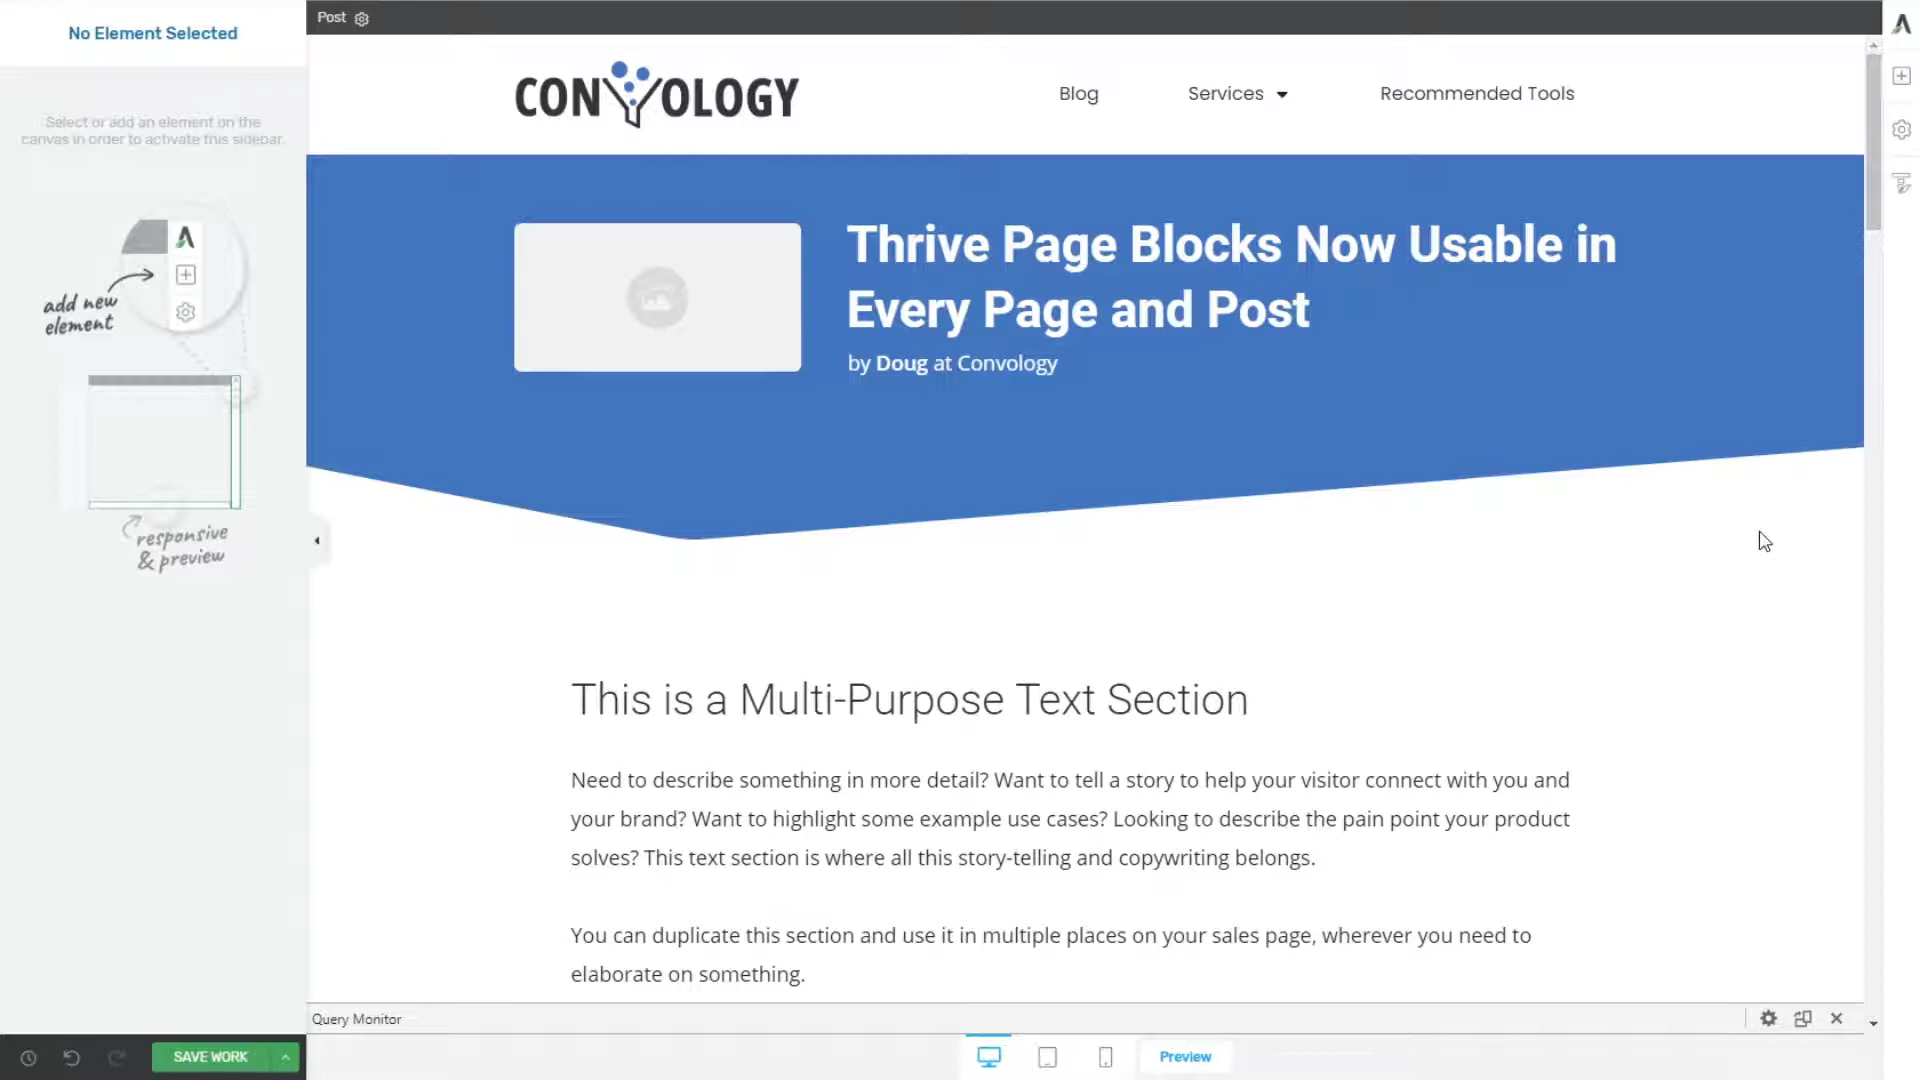 No Element Selected
Post
Select or add an element on the
canvas in order to activate this sidebar.
add new
element
responsive
& preview
CONVOLOGY
Blog
Services
Recommended Tools
Thrive Page Blocks Now Usable in
Every Page and Post
by Doug at Convology
This is a Multi-Purpose Text Section
Need to describe something in more detail? Want to tell a story to help your visitor connect with you and
your brand? Want to highlight some example use cases? Looking to describe the pain point your product
solves? This text section is where all this story-telling and copywriting belongs.
You can duplicate this section and use it in multiple places on your sales page, wherever you need to
elaborate on something.
Query Monitor
SAVE WORK
Preview